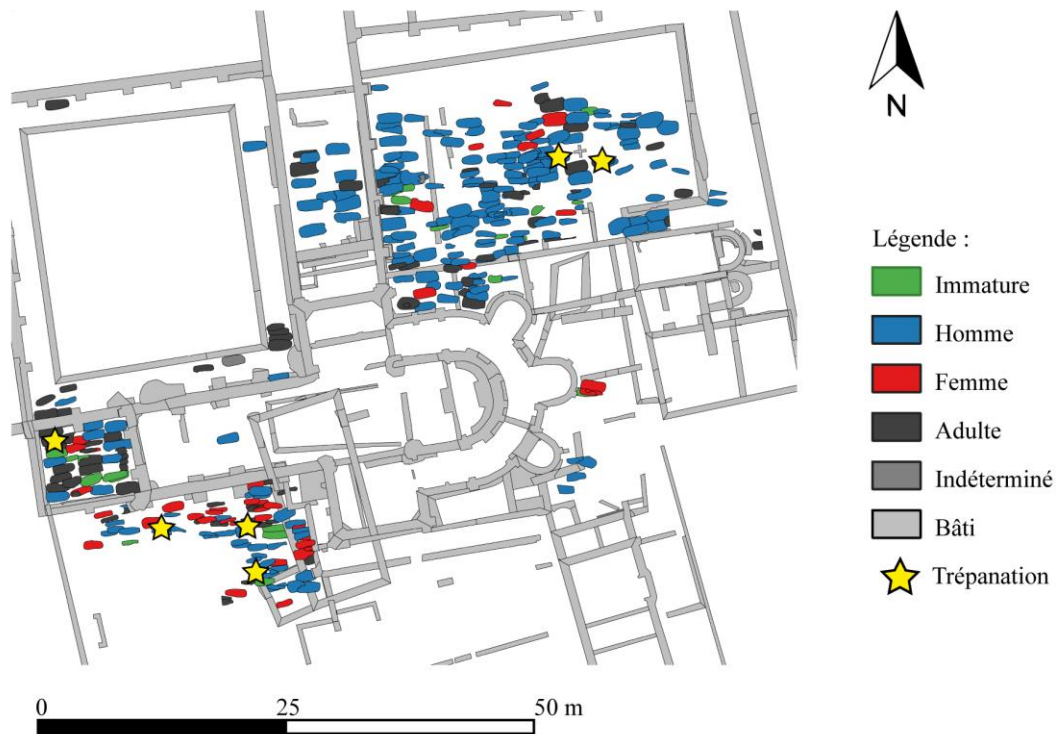 N
Légende :
Immature
Homme
Femme
Adulte
Indéterminé
Bâti
Trépanation
0 25 50 m